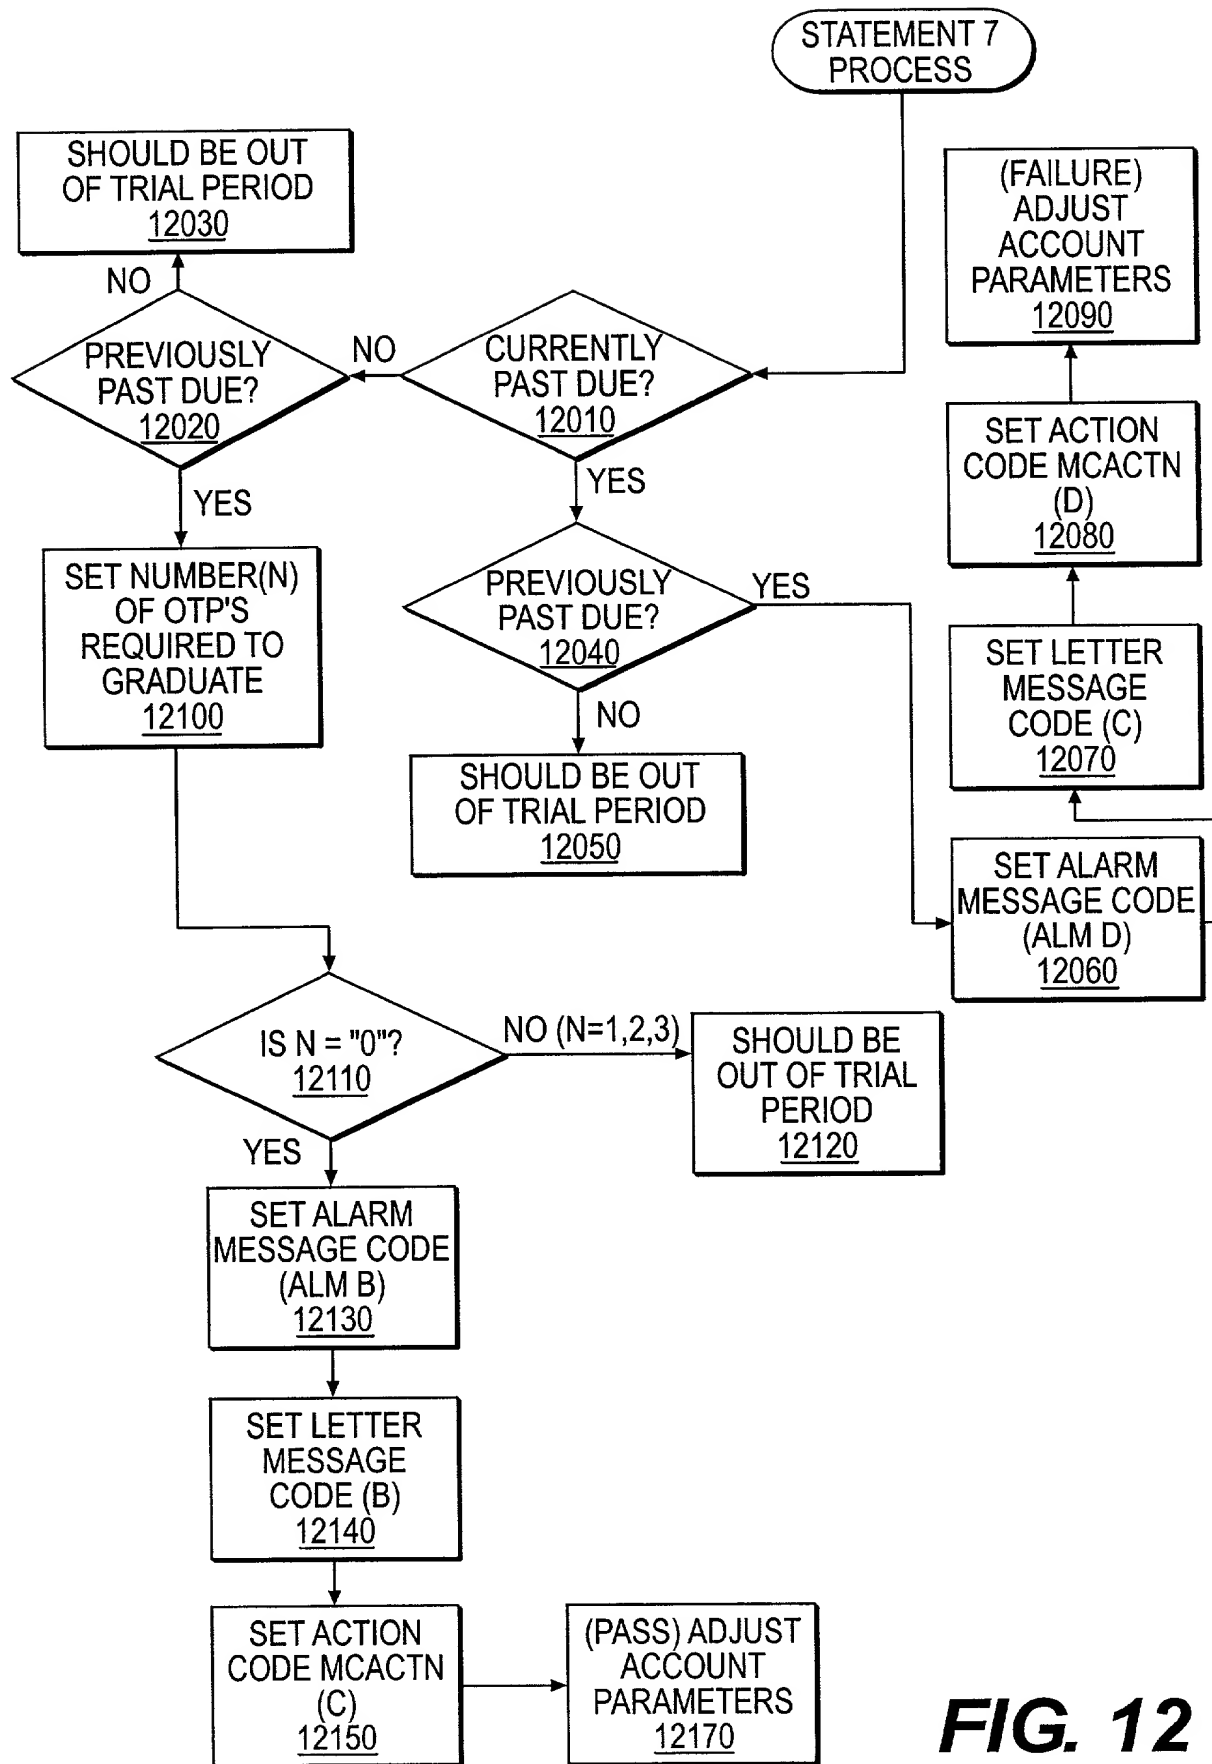 STATEMENT 7
PROCESS
SHOULD BE OUT
OF TRIAL PERIOD
12030
(FAILURE)
ADJUST
ACCOUNT
PARAMETERS
12090
NO
PREVIOUSLY
PAST DUE?
12020
NO
CURRENTLY
PAST DUE?
12010
SET ACTION
CODE MCACTN
(D)
12080
YES
YES
SET NUMBER(N)
OF OTP'S
REQUIRED TO
GRADUATE
12100
PREVIOUSLY
PAST DUE?
12040
YES
SET LETTER
MESSAGE
CODE (C)
12070
NO
SHOULD BE OUT
OF TRIAL PERIOD
12050
SET ALARM
MESSAGE CODE
(ALM D)
12060
IS N = "0"?
12110
NO (N=1,2,3)
SHOULD BE
OUT OF TRIAL
PERIOD
12120
YES
SET ALARM
MESSAGE CODE
(ALM B)
12130
SET LETTER
MESSAGE
CODE (B)
12140
SET ACTION
CODE MCACTN
(C)
12150
(PASS) ADJUST
ACCOUNT
PARAMETERS
12170
FIG. 12